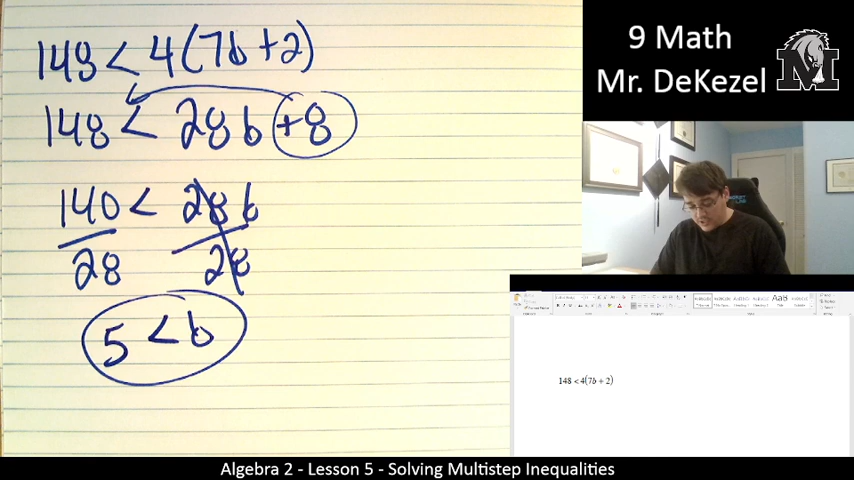 148 < 4(7b + 2)
148 < 28b + 8
140 < 28b
28 28
5 < b
9 Math
Mr. DeKezel
M
148 < 4(7b + 2)
Algebra 2 - Lesson 5 - Solving Multistep Inequalities